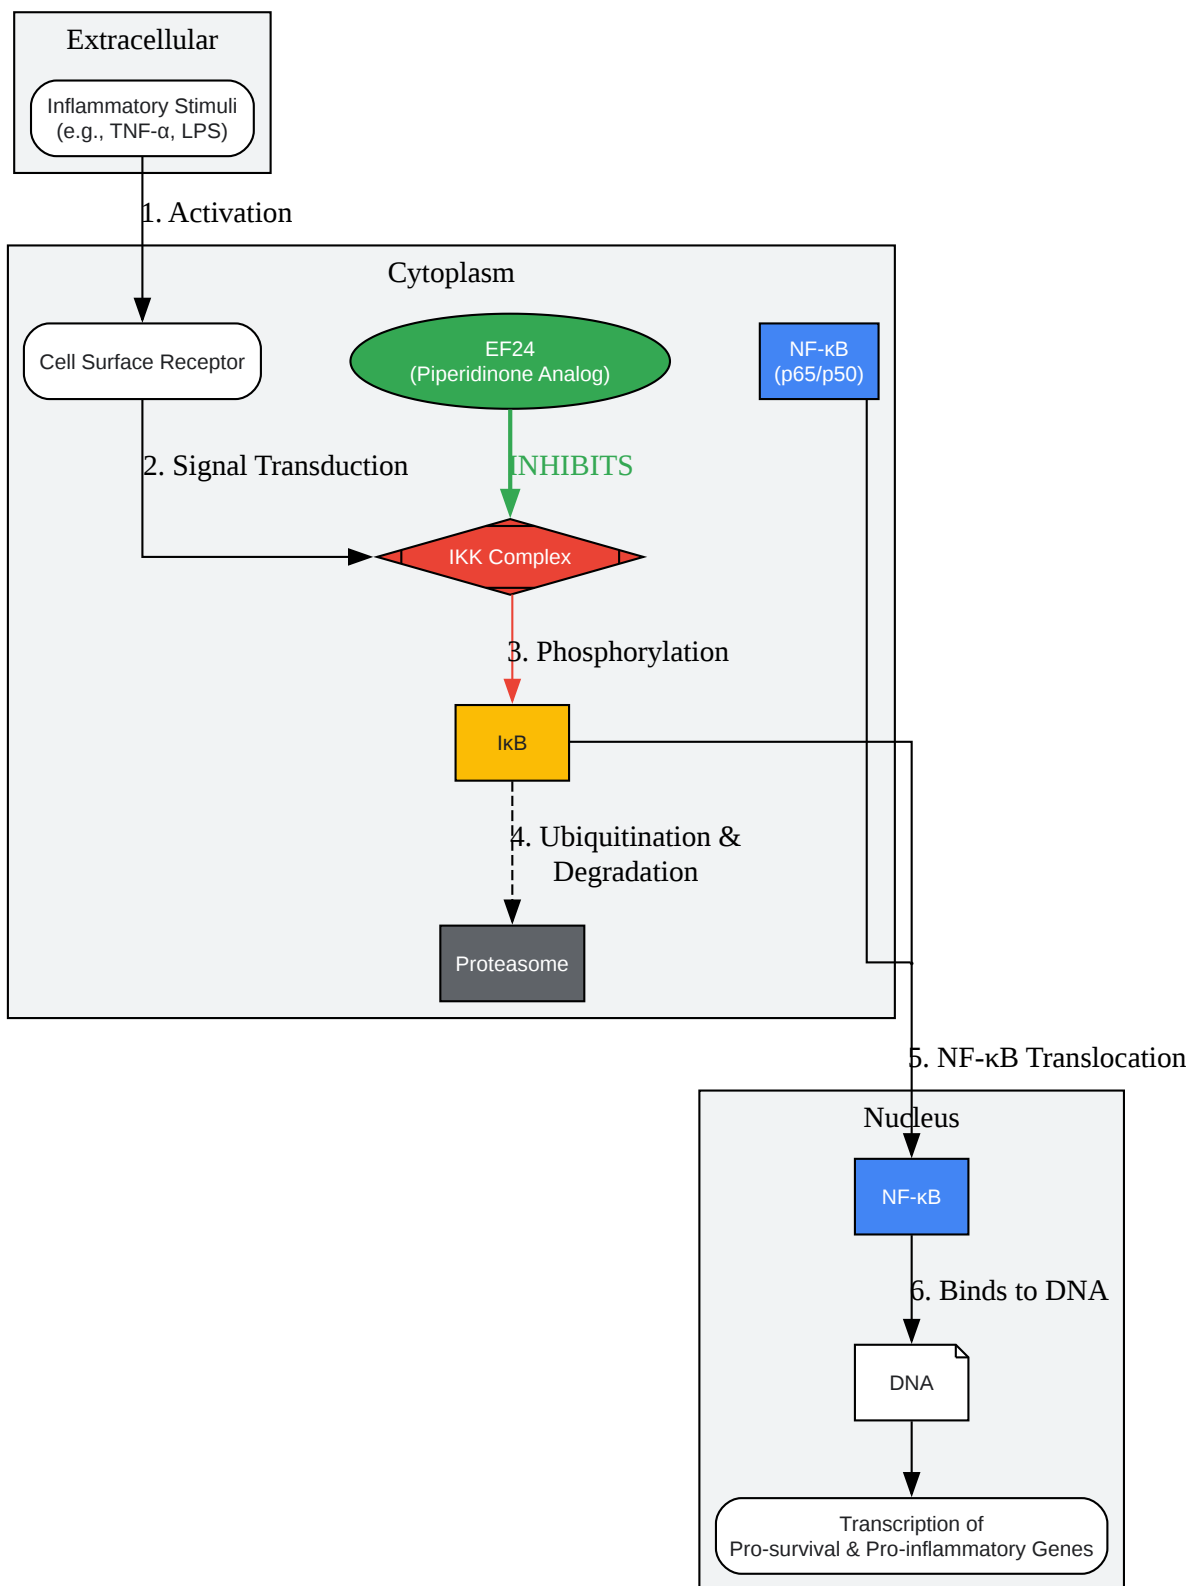 Extracellular
Inflammatory Stimuli
(e.g., TNF-α, LPS)
1. Activation
Cytoplasm
Cell Surface Receptor
EF24
(Piperidinone Analog)
NF-κB
(p65/p50)
2. Signal Transduction
INHIBITS
IKK Complex
3. Phosphorylation
IκB
4. Ubiquitination &
Degradation
Proteasome
5. NF-κB Translocation
Nucleus
NF-κB
6. Binds to DNA
DNA
Transcription of
Pro-survival & Pro-inflammatory Genes